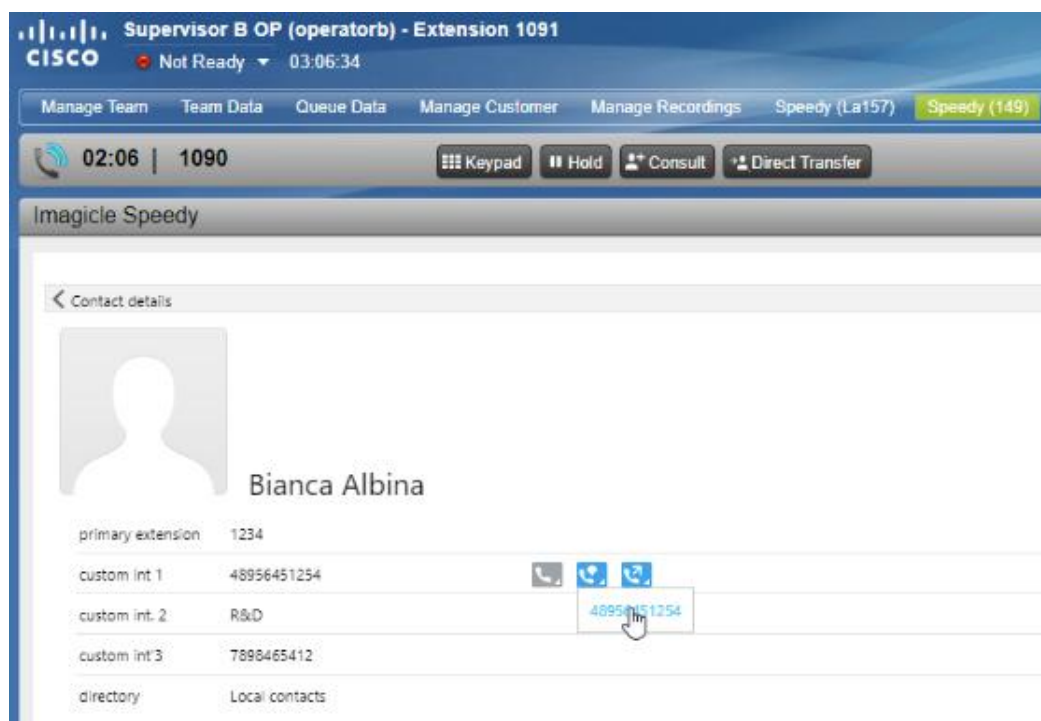 Supervisor B OP (operatorb) - Extension 1091
CISCO Not Ready 03:06:34
Manage Team Team Data Queue Data Manage Customer Manage Recordings Speedy (La157) Speedy (149)
02:06 | 1090 Keypad Hold Consult Direct Transfer
Imagicle Speedy
Contact details
Bianca Albina
primary extension 1234
custom int 1 48956451254
48956451254
custom int. 2 R&D
custom int'3 7898465412
directory Local contacts